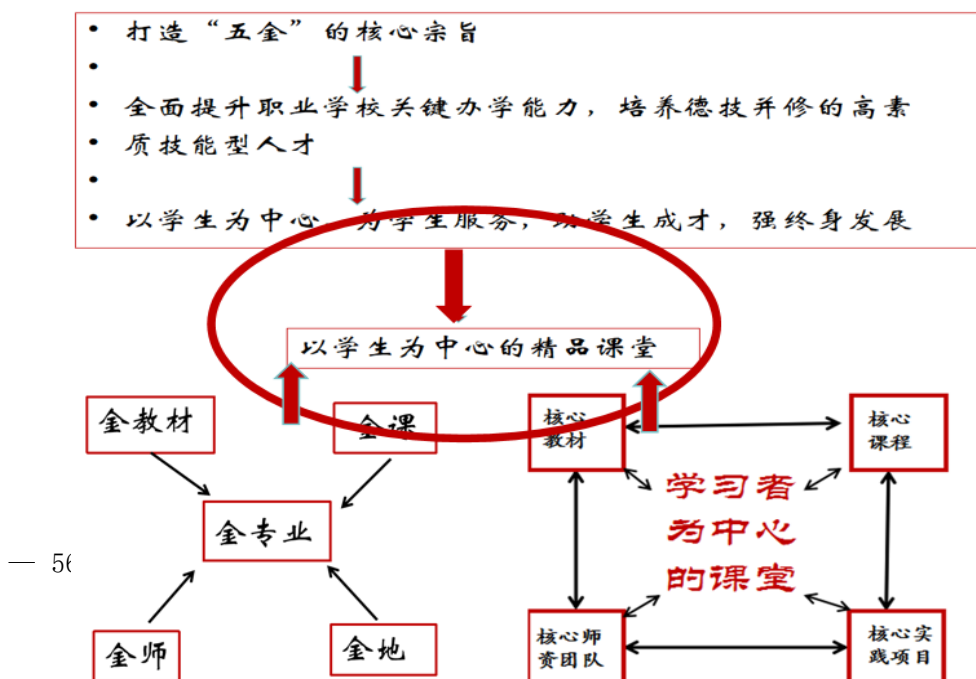 • 打造“五金”的核心宗旨
•
• 全面提升职业学校关键办学能力，培养德技并修的高素
• 质技能型人才
•
• 以学生为中心，为学生服务，助学生成才，强终身发展
以学生为中心的精品课堂
金教材
金课
金专业
金师
金地
核心
教材
核心
课程
学习者
为中心
的课堂
核心师
资团队
核心实
践项目
— 56